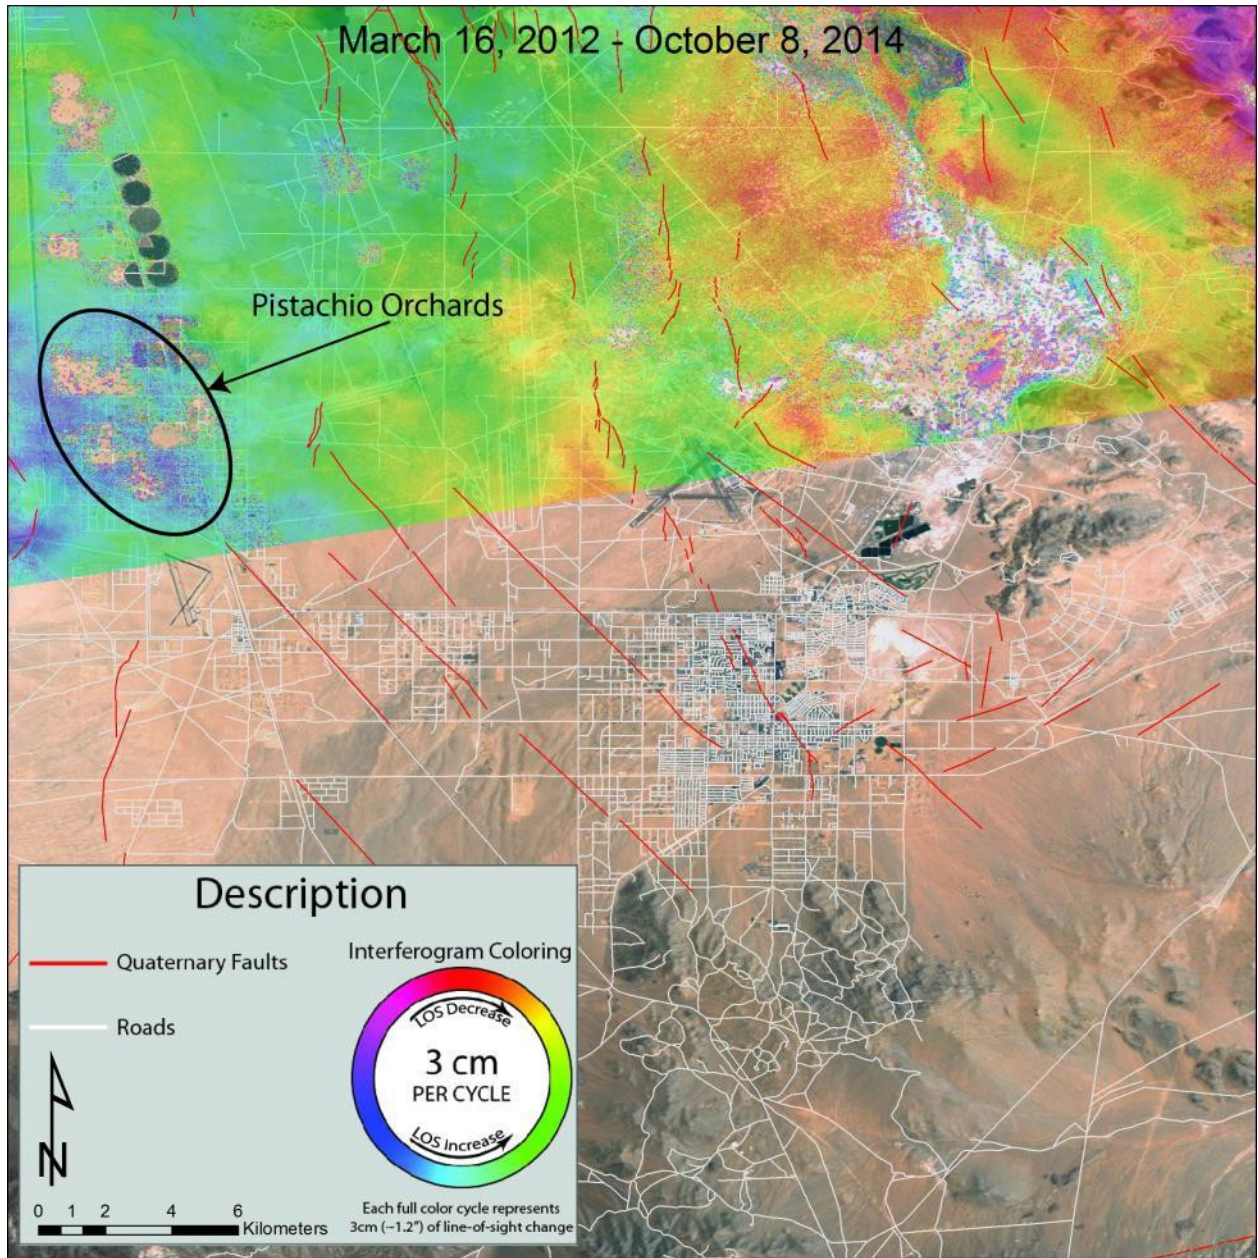 March 16, 2012 - October 8, 2014
Pistachio Orchards
Description
Quaternary Faults
Roads
N
0 1 2 4 6
Kilometers
Interferogram Coloring
LOS Decrease
3 cm
PER CYCLE
LOS Increase
Each full color cycle represents
3cm (~1.2") of line-of-sight change